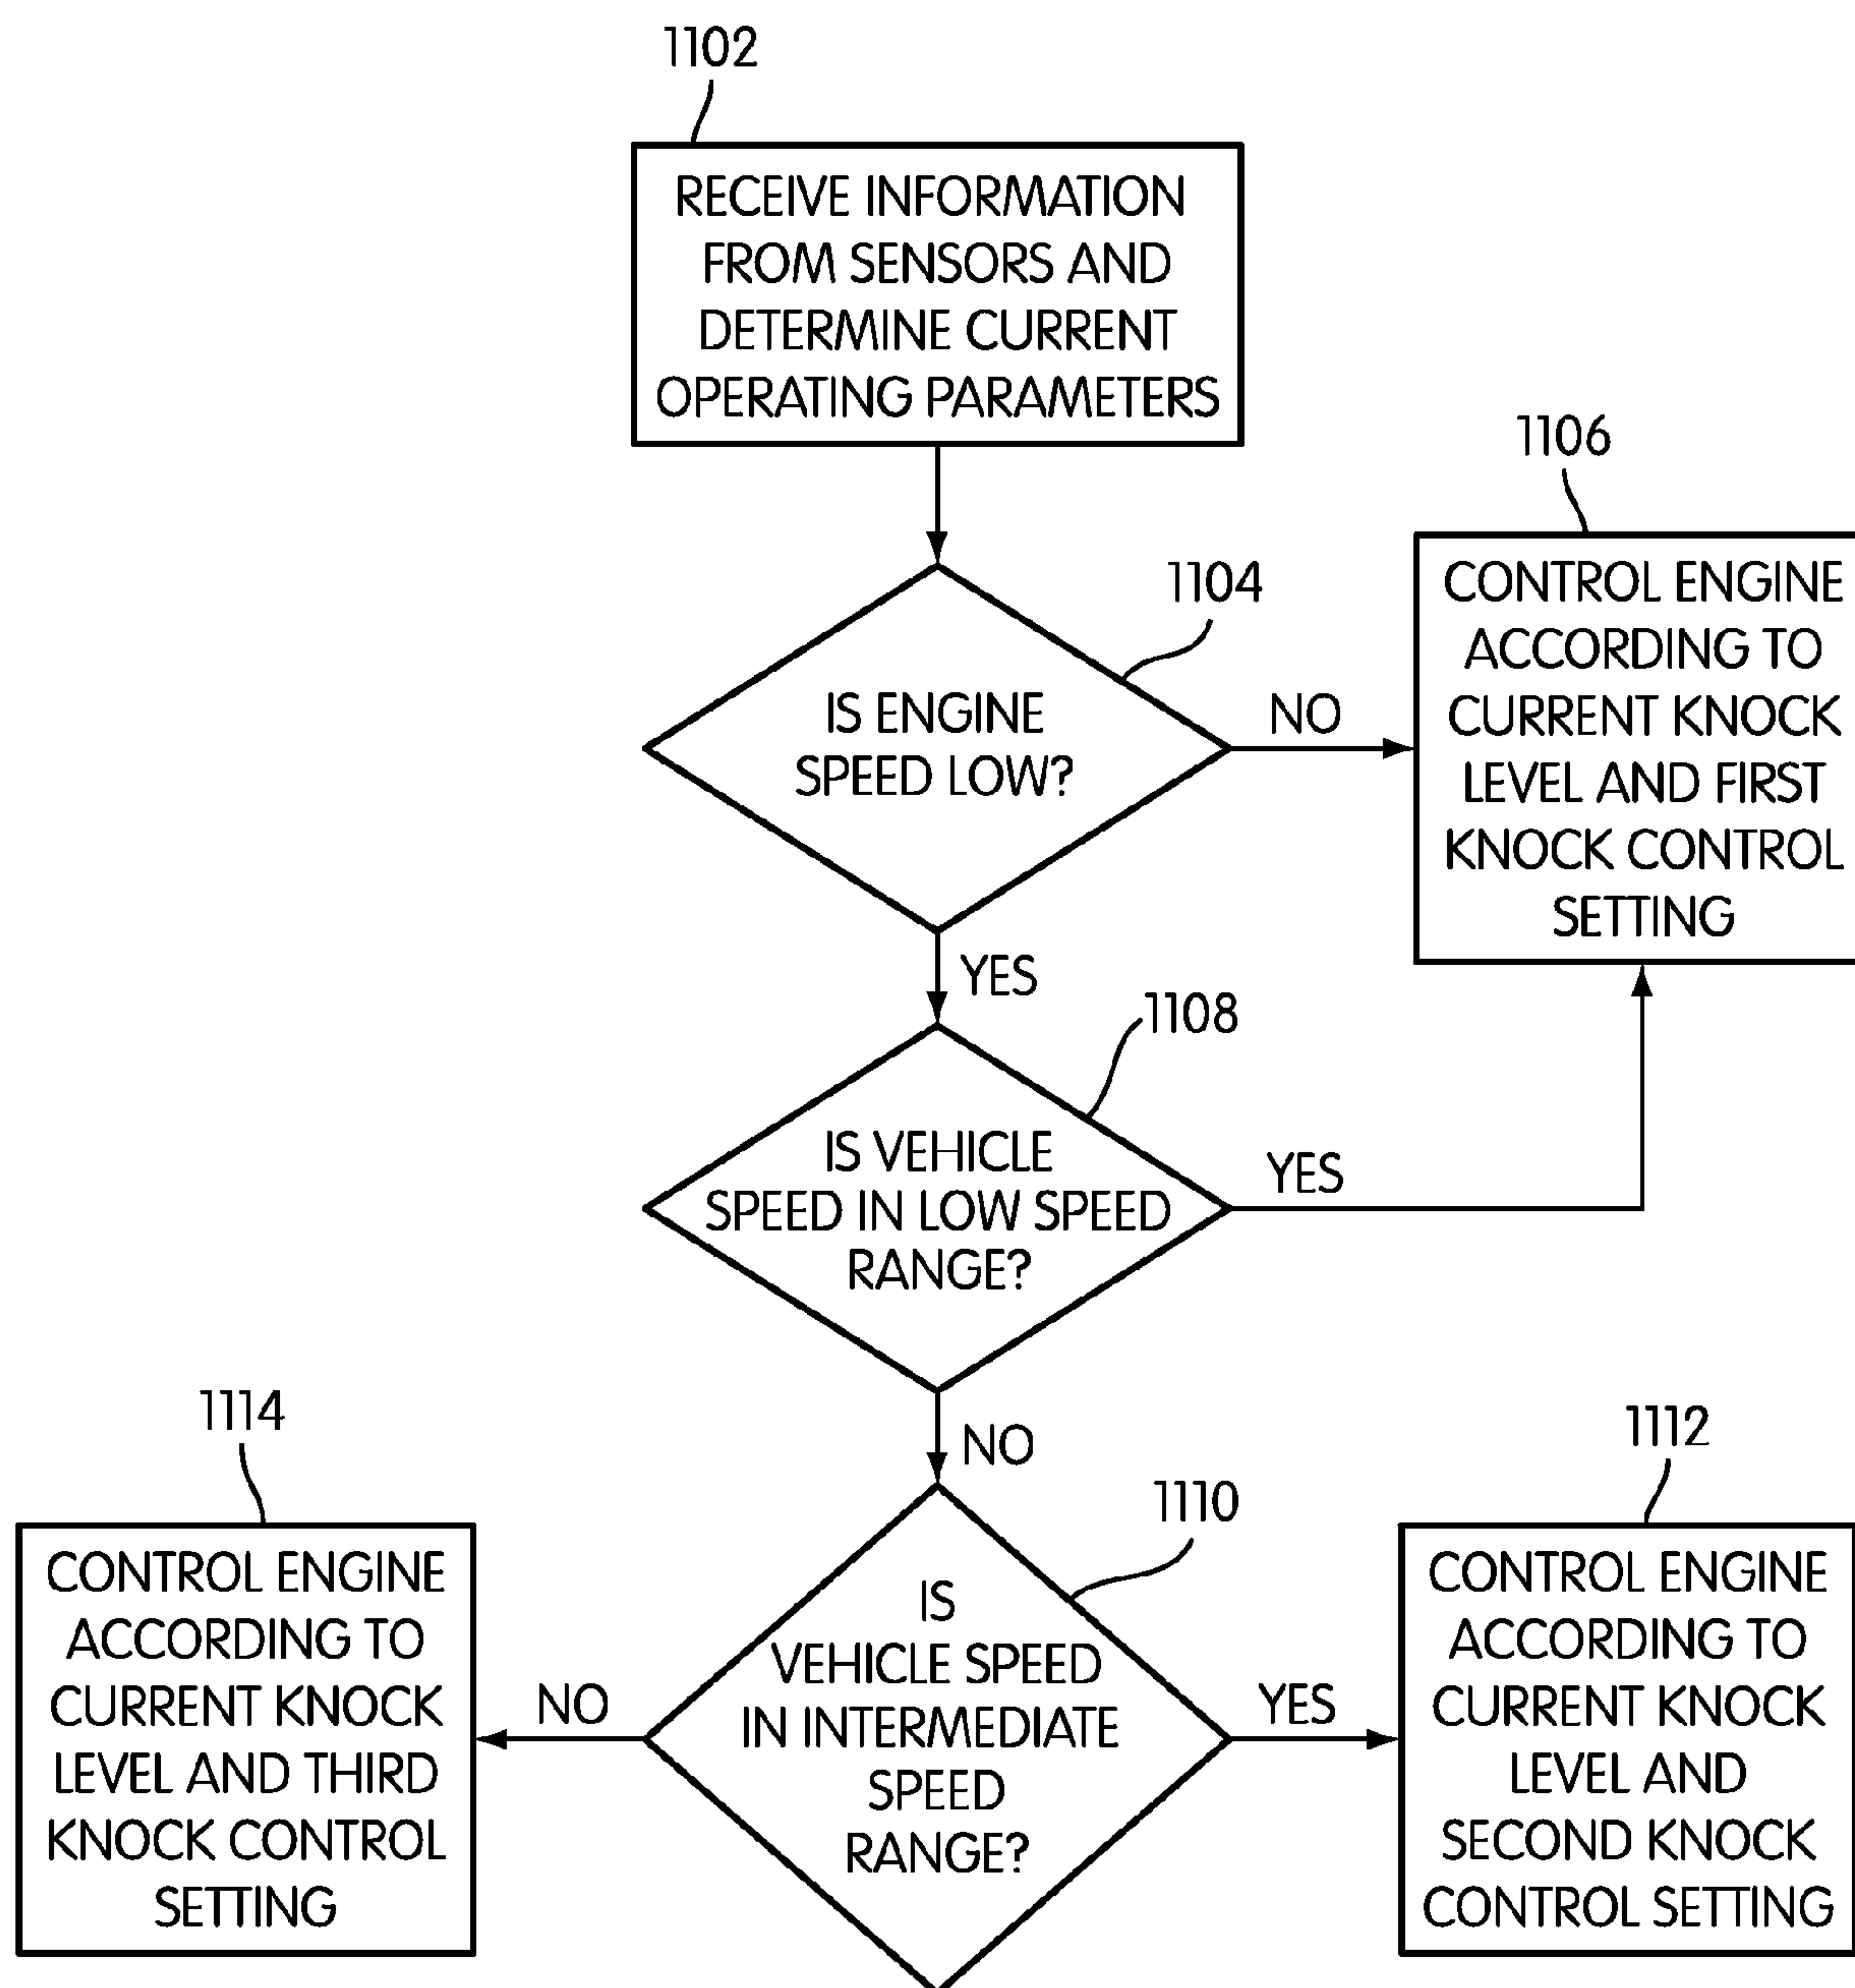 1102
RECEIVE INFORMATION
FROM SENSORS AND
DETERMINE CURRENT
OPERATING PARAMETERS
1106
CONTROL ENGINE
ACCORDING TO
CURRENT KNOCK
LEVEL AND FIRST
KNOCK CONTROL
SETTING
1104
IS ENGINE
SPEED LOW?
NO
YES
1108
IS VEHICLE
SPEED IN LOW SPEED
RANGE?
YES
NO
1114
CONTROL ENGINE
ACCORDING TO
CURRENT KNOCK
LEVEL AND THIRD
KNOCK CONTROL
SETTING
1110
IS
VEHICLE SPEED
IN INTERMEDIATE
SPEED
RANGE?
NO
YES
1112
CONTROL ENGINE
ACCORDING TO
CURRENT KNOCK
LEVEL AND
SECOND KNOCK
CONTROL SETTING